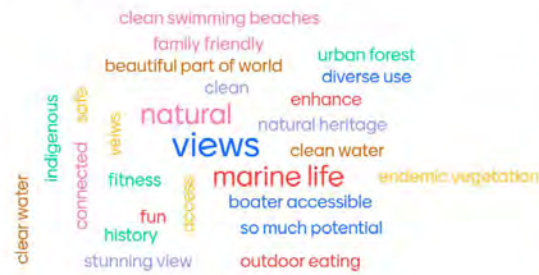 clean swimming beaches
family friendly
urban forest
beautiful part of world
diverse use
clean
enhance
indigenous
safe
veiws
natural
natural heritage
views
clean water
connected
fitness
access
marine life
endemic vegetation
clear water
fun
boater accessible
history
so much potential
stunning view
outdoor eating